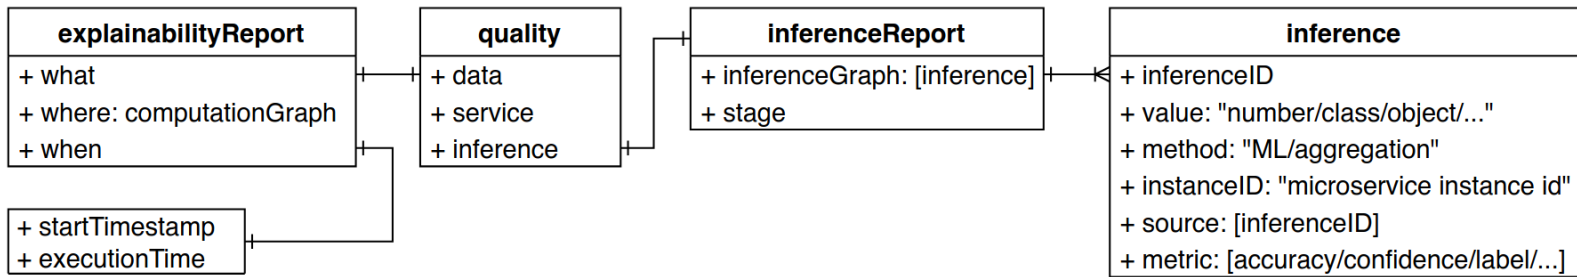 explainabilityReport
+ what
+ where: computationGraph
+ when
+ startTimestamp
+ executionTime
quality
+ data
+ service
+ inference
inferenceReport
+ inferenceGraph: [inference]
+ stage
inference
+ inferenceID
+ value: "number/class/object/..."
+ method: "ML/aggregation"
+ instanceID: "microservice instance id"
+ source: [inferenceID]
+ metric: [accuracy/confidence/label/...]